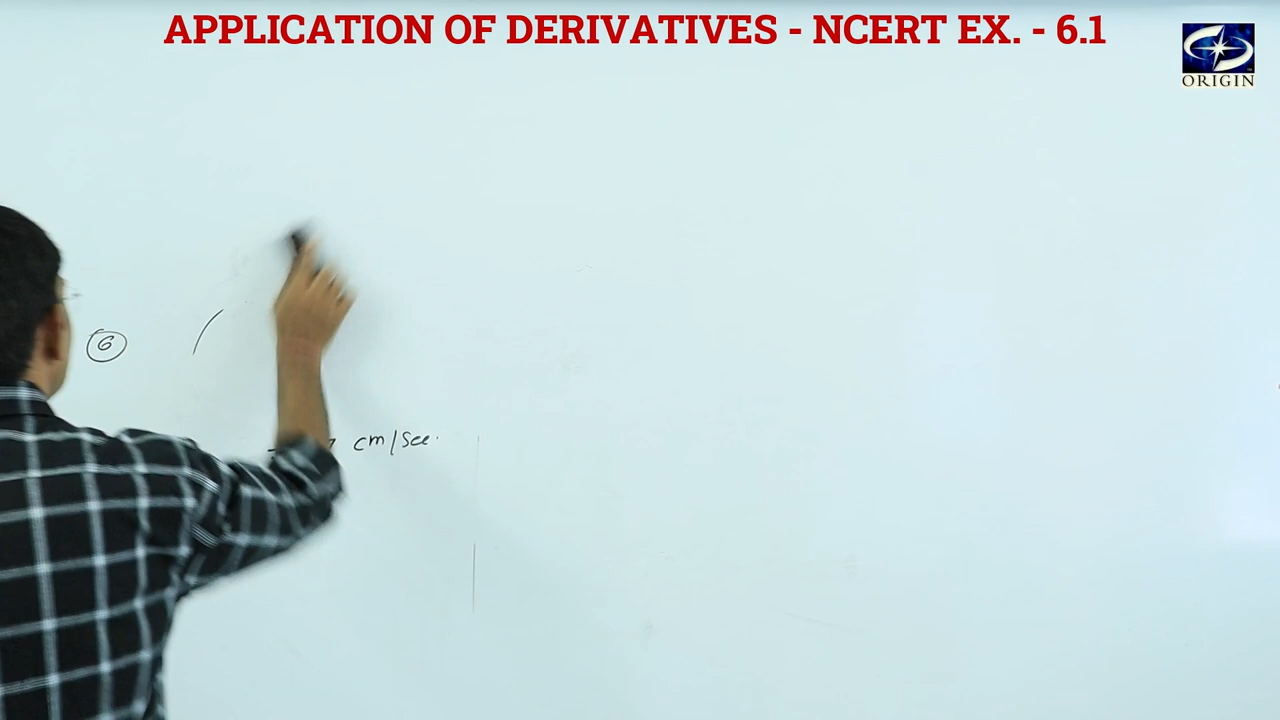 APPLICATION OF DERIVATIVES - NCERT EX. - 6.1
ORIGIN
6
cm/sec.